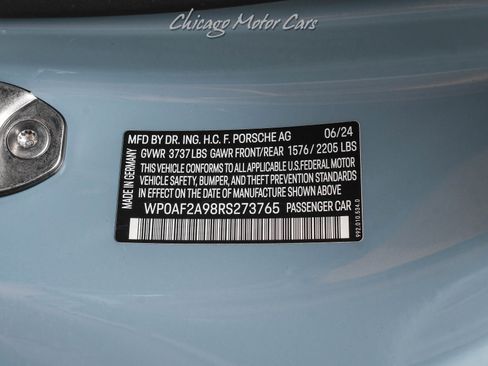 Chicago Motor Cars
MFD BY DR. ING. H.C. F. PORSCHE AG 06/24
GVWR 3737 LBS GAWR FRONT/REAR 1576/ 2205 LBS
THIS VEHICLE CONFORMS TO ALL APPLICABLE U.S. FEDERAL MOTOR
VEHICLE SAFETY, BUMPER, AND THEFT PREVENTION STANDARDS
IN EFFECT ON THE DATE OF MANUFACTURE SHOWN ABOVE
WP0AF2A98RS273765 PASSENGER CAR
MADE IN GERMANY
992.010.534.0